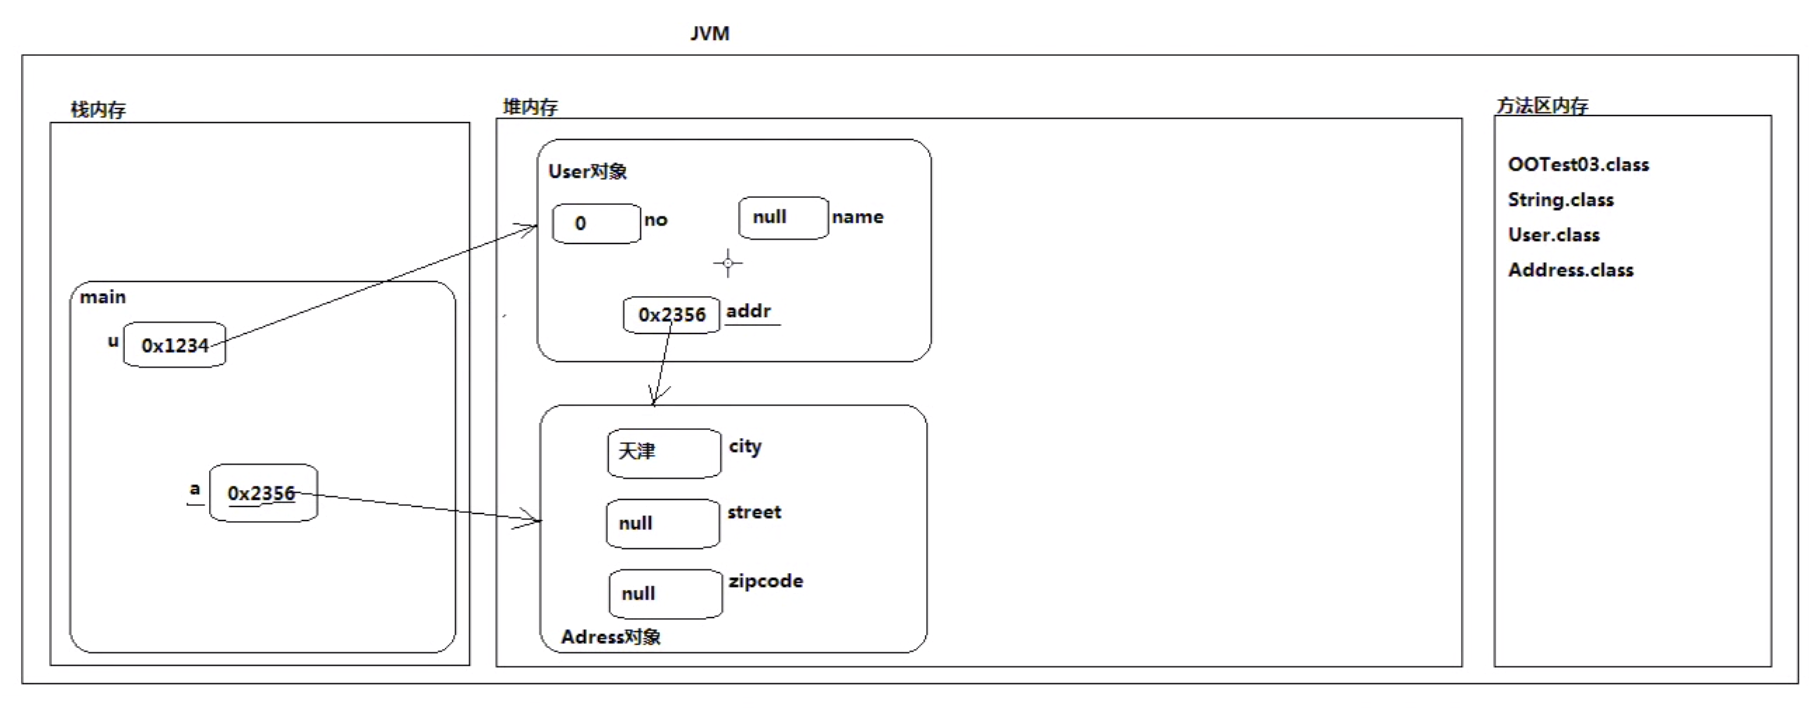 JVM
栈内存
main
u
0x1234
a
0x2356
堆内存
User对象
0
no
null
name
0x2356
addr
天津
city
null
street
null
zipcode
Adress对象
方法区内存
OOTest03.class
String.class
User.class
Address.class